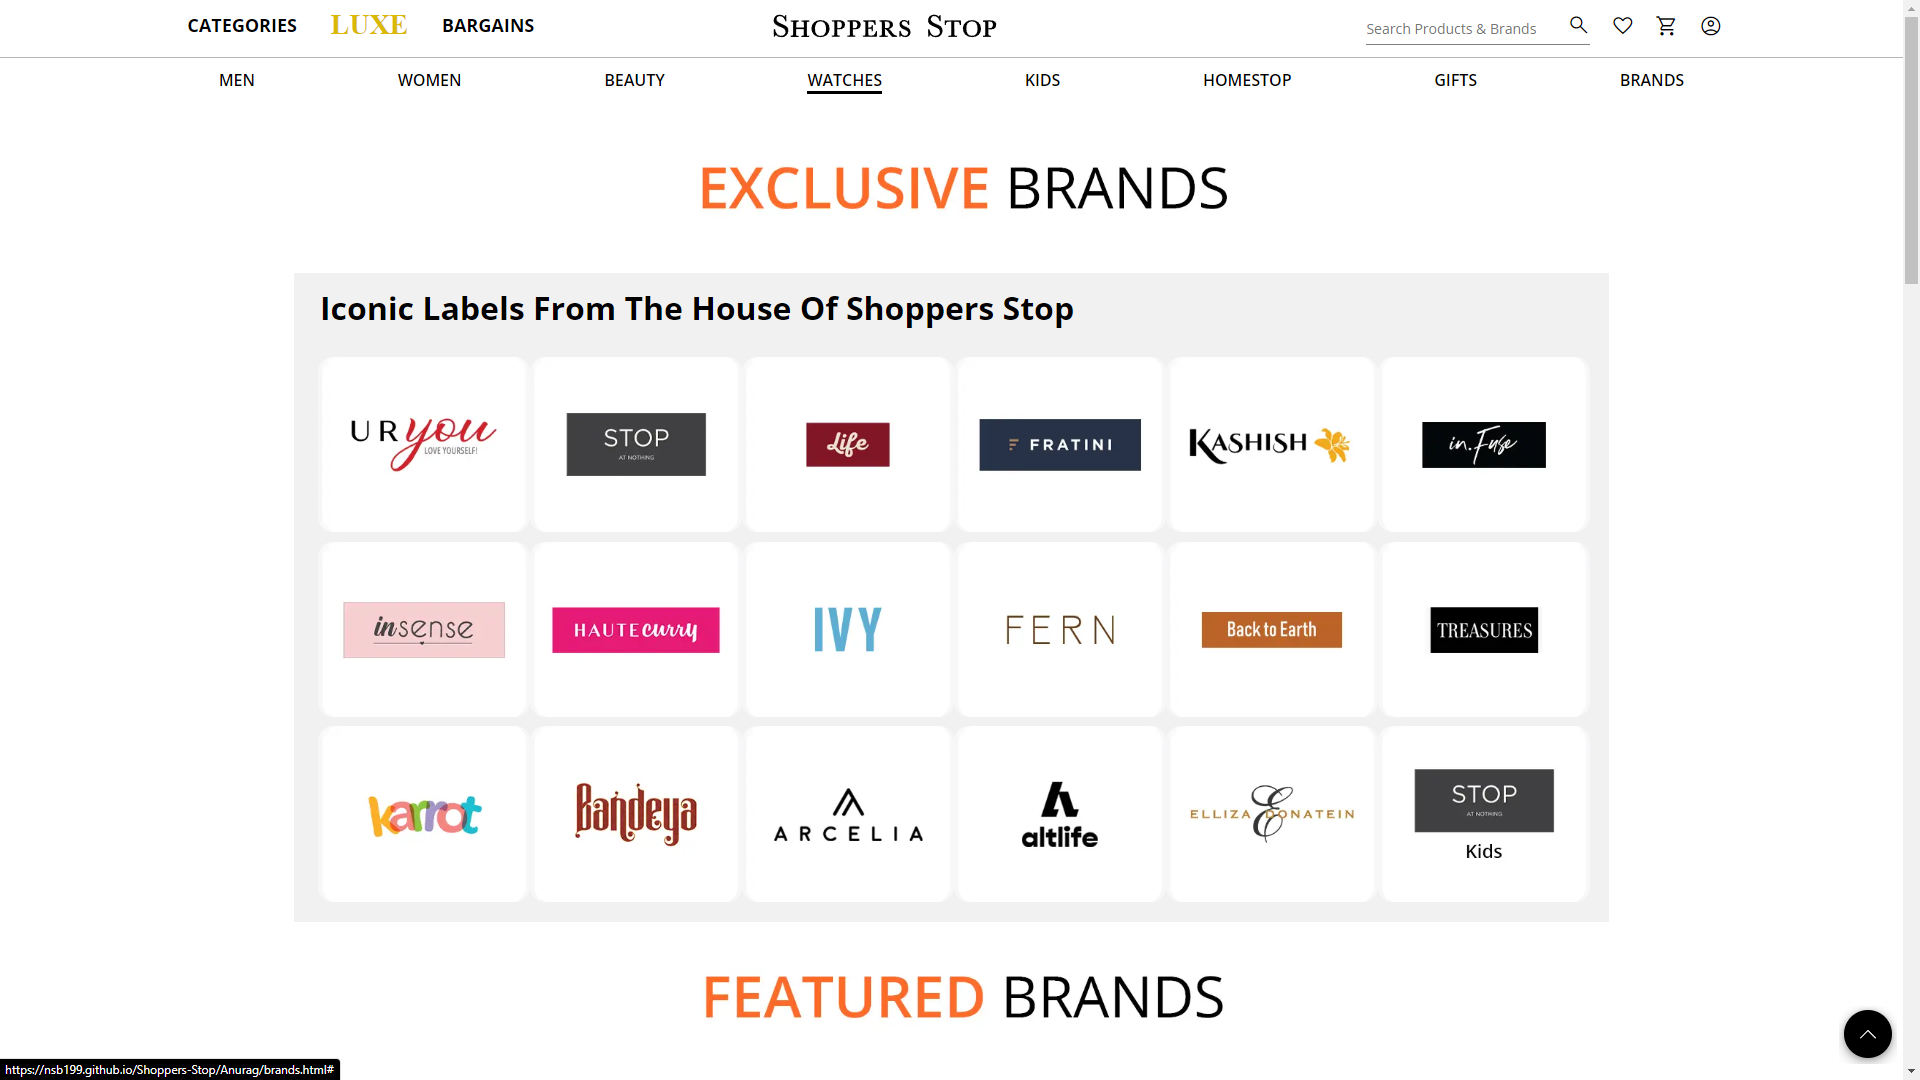 CATEGORIES LUXE BARGAINS SHOPPERS STOP Search Products & Brands
MEN WOMEN BEAUTY WATCHES KIDS HOMESTOP GIFTS BRANDS
EXCLUSIVE BRANDS
Iconic Labels From The House Of Shoppers Stop
UR you
LOVE YOURSELF!
STOP
AT NOTHING
Life
FRATINI
KASHISH
in.Fuse
insense
HAUTE curry
IVY
FERN
Back to Earth
TREASURES
karrot
Bandeya
ARCELIA
altlife
ELLIZA DONATEIN
STOP
AT NOTHING
Kids
FEATURED BRANDS
https://nsb199.github.io/Shoppers-Stop/Anurag/brands.html#